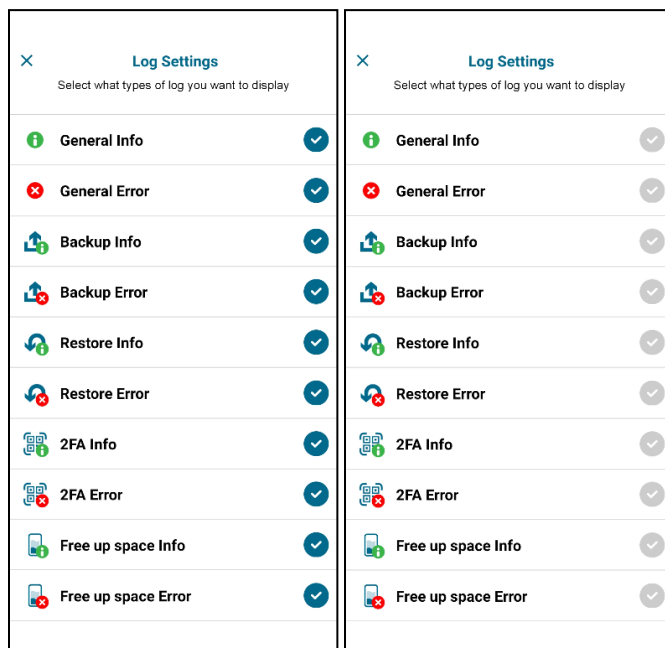 Log Settings
Select what types of log you want to display
General Info
General Error
Backup Info
Backup Error
Restore Info
Restore Error
2FA Info
2FA Error
Free up space Info
Free up space Error
Log Settings
Select what types of log you want to display
General Info
General Error
Backup Info
Backup Error
Restore Info
Restore Error
2FA Info
2FA Error
Free up space Info
Free up space Error